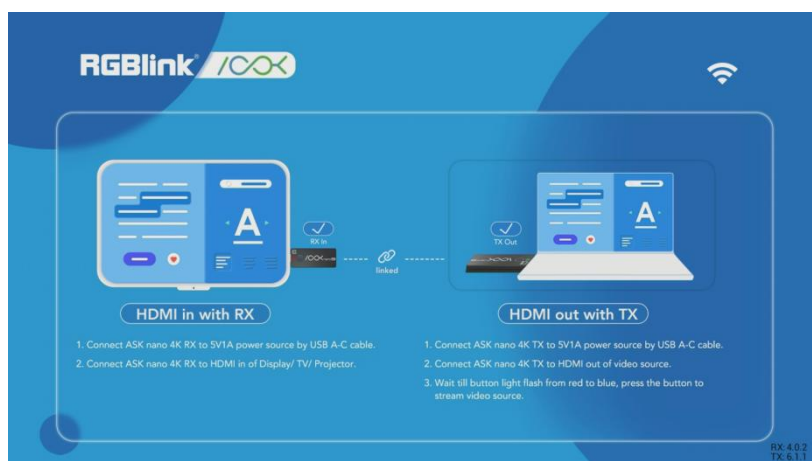 RGBlink ASK
RX In
TX Out
linked
A
A
HDMI in with RX
1. Connect ASK nano 4K RX to 5V1A power source by USB A-C cable.
2. Connect ASK nano 4K RX to HDMI in of Display/ TV/ Projector.
HDMI out with TX
1. Connect ASK nano 4K TX to 5V1A power source by USB A-C cable.
2. Connect ASK nano 4K TX to HDMI out of video source.
3. Wait till button light flash from red to blue, press the button to
stream video source.
RX: 4.0.2
TX: 6.1.1